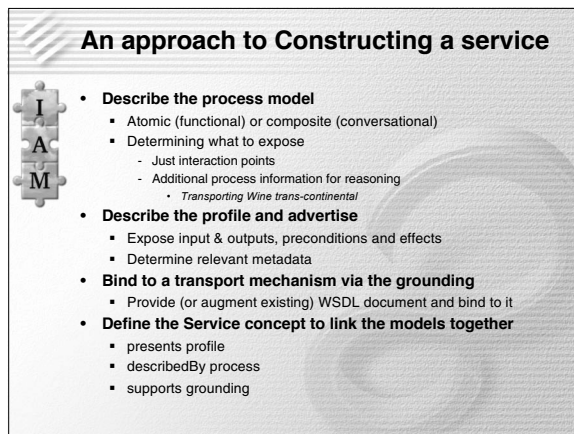 An approach to Constructing a service
I
A
M
• Describe the process model
▪ Atomic (functional) or composite (conversational)
▪ Determining what to expose
- Just interaction points
- Additional process information for reasoning
• Transporting Wine trans-continental
• Describe the profile and advertise
▪ Expose input & outputs, preconditions and effects
▪ Determine relevant metadata
• Bind to a transport mechanism via the grounding
▪ Provide (or augment existing) WSDL document and bind to it
• Define the Service concept to link the models together
▪ presents profile
▪ describedBy process
▪ supports grounding